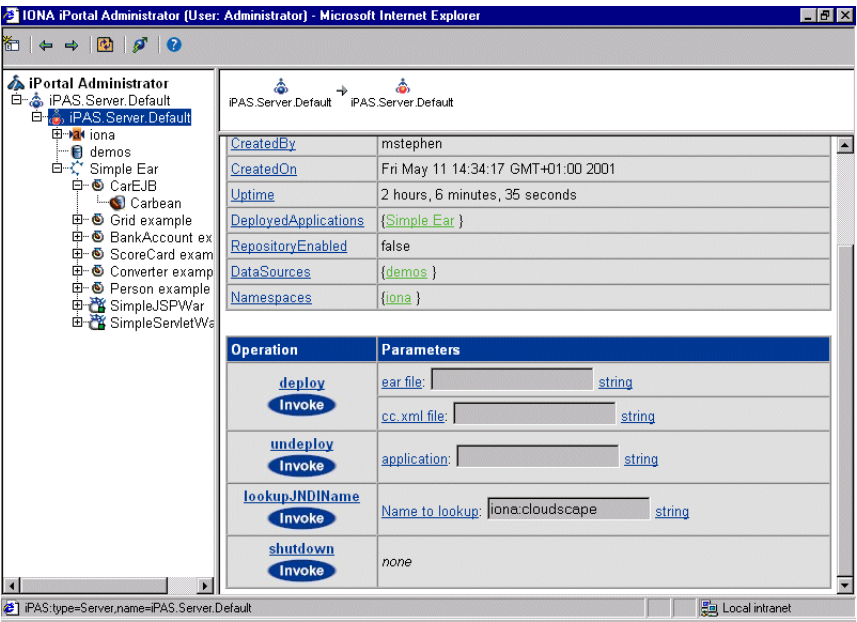 IONA iPortal Administrator (User: Administrator) - Microsoft Internet Explorer
iPortal Administrator
iPAS.Server.Default
iPAS.Server.Default
iona
demos
Simple Ear
CarEJB
Carbean
Grid example
BankAccount ex
ScoreCard exam
Converter examp
Person example
SimpleJSPWar
SimpleServletWa
iPAS.Server.Default iPAS.Server.Default
CreatedBy mstephen
CreatedOn Fri May 11 14:34:17 GMT+01:00 2001
Uptime 2 hours, 6 minutes, 35 seconds
DeployedApplications {Simple Ear }
RepositoryEnabled false
DataSources {demos }
Namespaces {iona }
Operation Parameters
deploy
Invoke
ear file: string
cc.xml file: string
undeploy
Invoke
application: string
lookupJNDIName
Invoke
Name to lookup: iona:cloudscape string
shutdown
Invoke
none
iPAS:type=Server,name=iPAS.Server.Default Local intranet